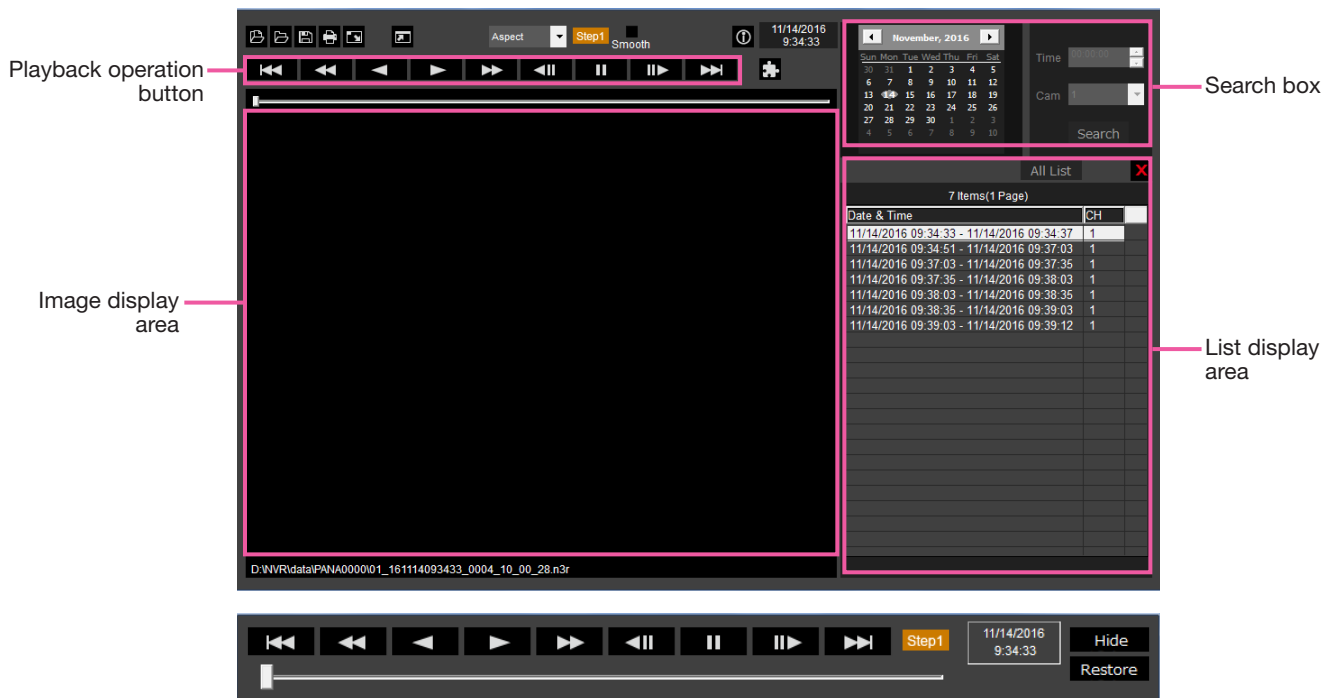 Playback operation
button
Image display
area
Search box
List display
area
Aspect
Step1
Smooth
11/14/2016
9:34:33
November, 2016
Sun Mon Tue Wed Thu Fri Sat
30 31 1 2 3 4 5
6 7 8 9 10 11 12
13 14 15 16 17 18 19
20 21 22 23 24 25 26
27 28 29 30 1 2 3
4 5 6 7 8 9 10
Time 00:00:00
Cam 1
Search
All List
X
7 Items(1 Page)
Date & Time CH
11/14/2016 09:34:33 - 11/14/2016 09:34:37 1
11/14/2016 09:34:51 - 11/14/2016 09:37:03 1
11/14/2016 09:37:03 - 11/14/2016 09:37:35 1
11/14/2016 09:37:35 - 11/14/2016 09:38:03 1
11/14/2016 09:38:03 - 11/14/2016 09:38:35 1
11/14/2016 09:38:35 - 11/14/2016 09:39:03 1
11/14/2016 09:39:03 - 11/14/2016 09:39:12 1
D:\NVR\data\PANA0000\01_161114093433_0004_10_00_28.n3r
Step1
11/14/2016
9:34:33
Hide
Restore